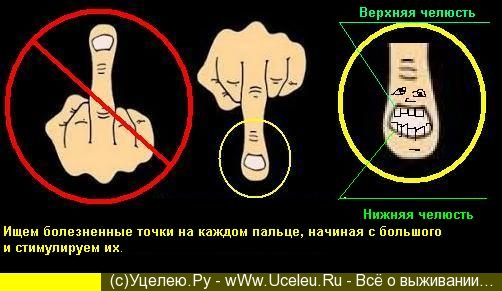 Верхняя челюсть
Нижняя челюсть
Ищем болезненные точки на каждом пальце, начиная с большого
и стимулируем их.
(c)Уцелею.Ру - wWw.Uceleu.Ru - Всё о выживании...